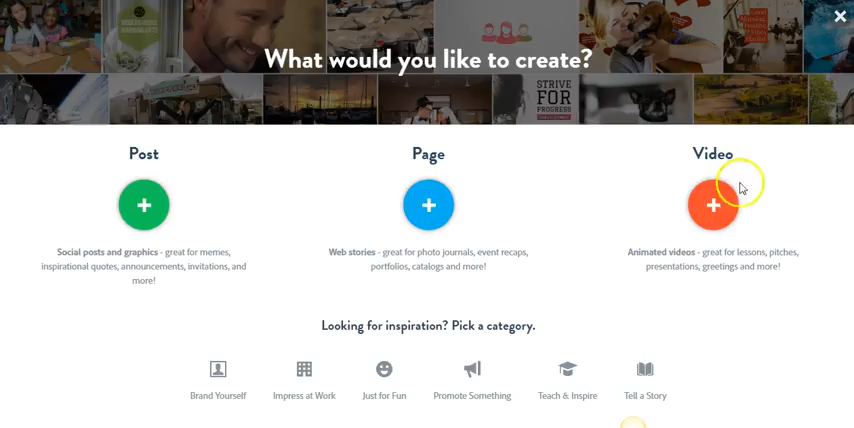 What would you like to create?
STRIVE
FOR
PROGRESS
Post
Page
Video
Social posts and graphics - great for memes,
inspirational quotes, announcements, invitations, and
more!
Web stories - great for photo journals, event recaps,
portfolios, catalogs and more!
Animated videos - great for lessons, pitches,
presentations, greetings and more!
Looking for inspiration? Pick a category.
Brand Yourself
Impress at Work
Just for Fun
Promote Something
Teach & Inspire
Tell a Story